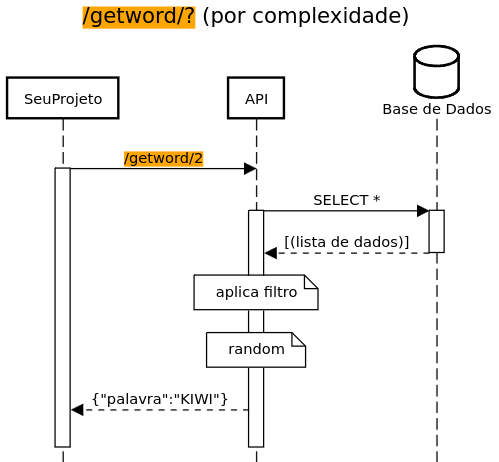 /getword/? (por complexidade)
SeuProjeto
API
Base de Dados
/getword/2
SELECT *
[(lista de dados)]
aplica filtro
random
{"palavra":"KIWI"}